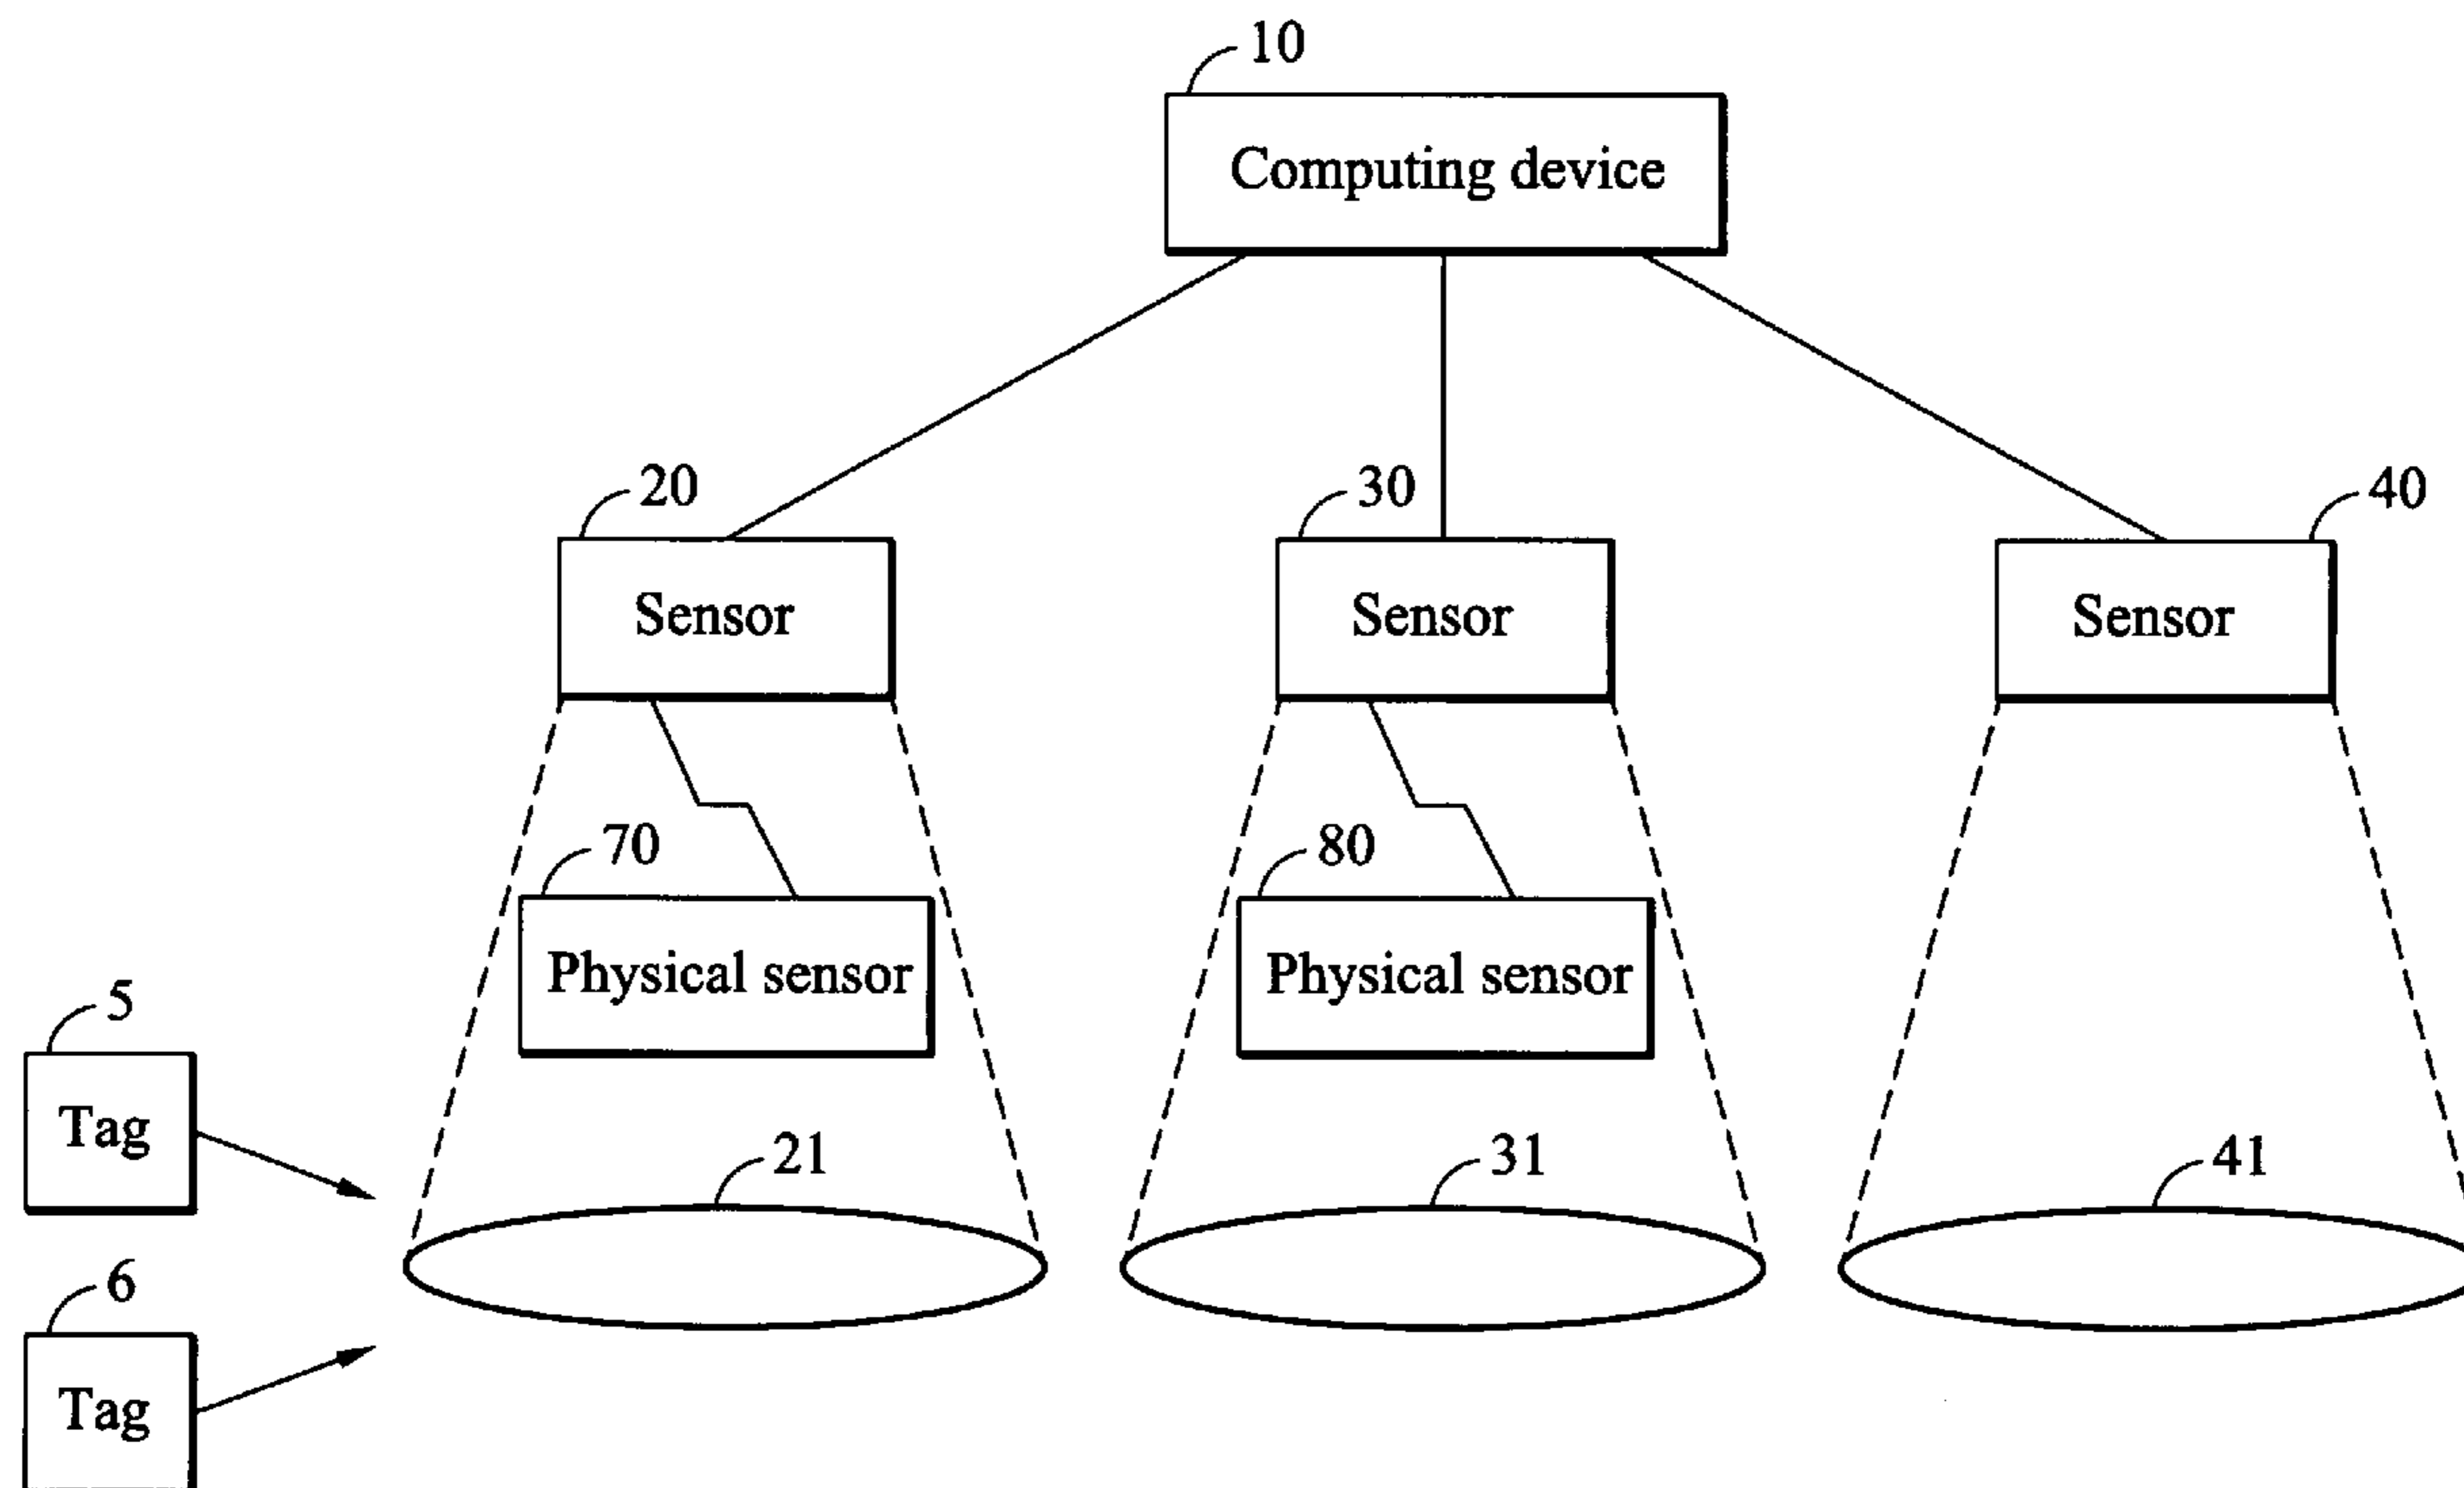 10
Computing device
20
30
40
Sensor
Sensor
Sensor
70
80
Physical sensor
Physical sensor
5
Tag
21
31
41
6
Tag